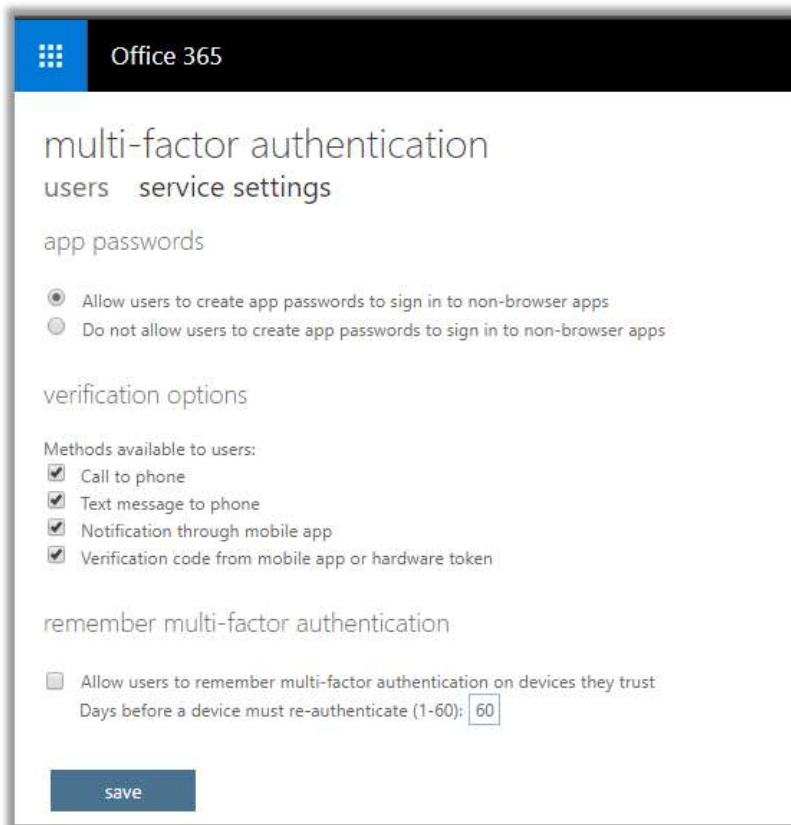 Office 365
multi-factor authentication
users service settings
app passwords
Allow users to create app passwords to sign in to non-browser apps
Do not allow users to create app passwords to sign in to non-browser apps
verification options
Methods available to users:
Call to phone
Text message to phone
Notification through mobile app
Verification code from mobile app or hardware token
remember multi-factor authentication
Allow users to remember multi-factor authentication on devices they trust
Days before a device must re-authenticate (1-60): 60
save